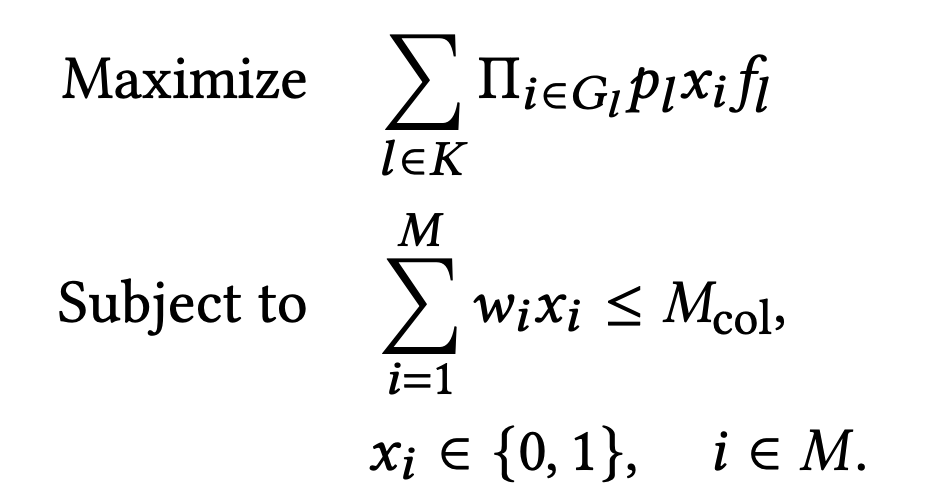 Maximize $\sum_{l \in K} \Pi_{i \in G_l} p_l x_i f_l$
Subject to $\sum_{i=1}^{M} w_i x_i \leq M_{\text{col}},$
$x_i \in \{0, 1\}, \quad i \in M.$